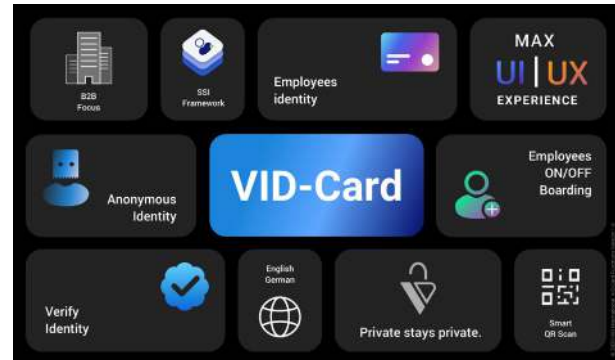 B2B
Focus
SSI
Framework
Employees
identity
MAX
UI | UX
EXPERIENCE
Anonymous
Identity
VID-Card
Employees
ON/OFF
Boarding
Verify
Identity
English
German
Private stays private.
Smart
QR Scan